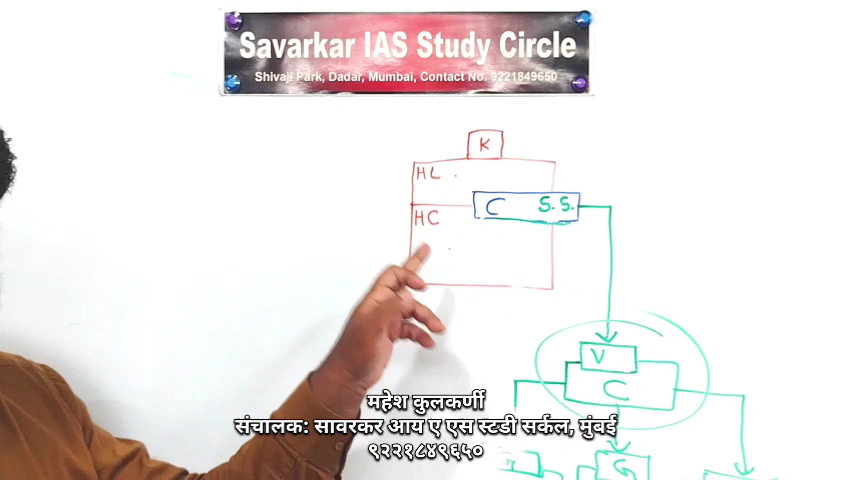 Savarkar IAS Study Circle
Shivaji Park, Dadar, Mumbai, Contact No. 9221849650
K
HL
C S.S.
HC
V
C
G
महेश कुलकर्णी
संचालक: सावरकर आय ए एस स्टडी सर्कल, मुंबई
९२२१८४९६५०